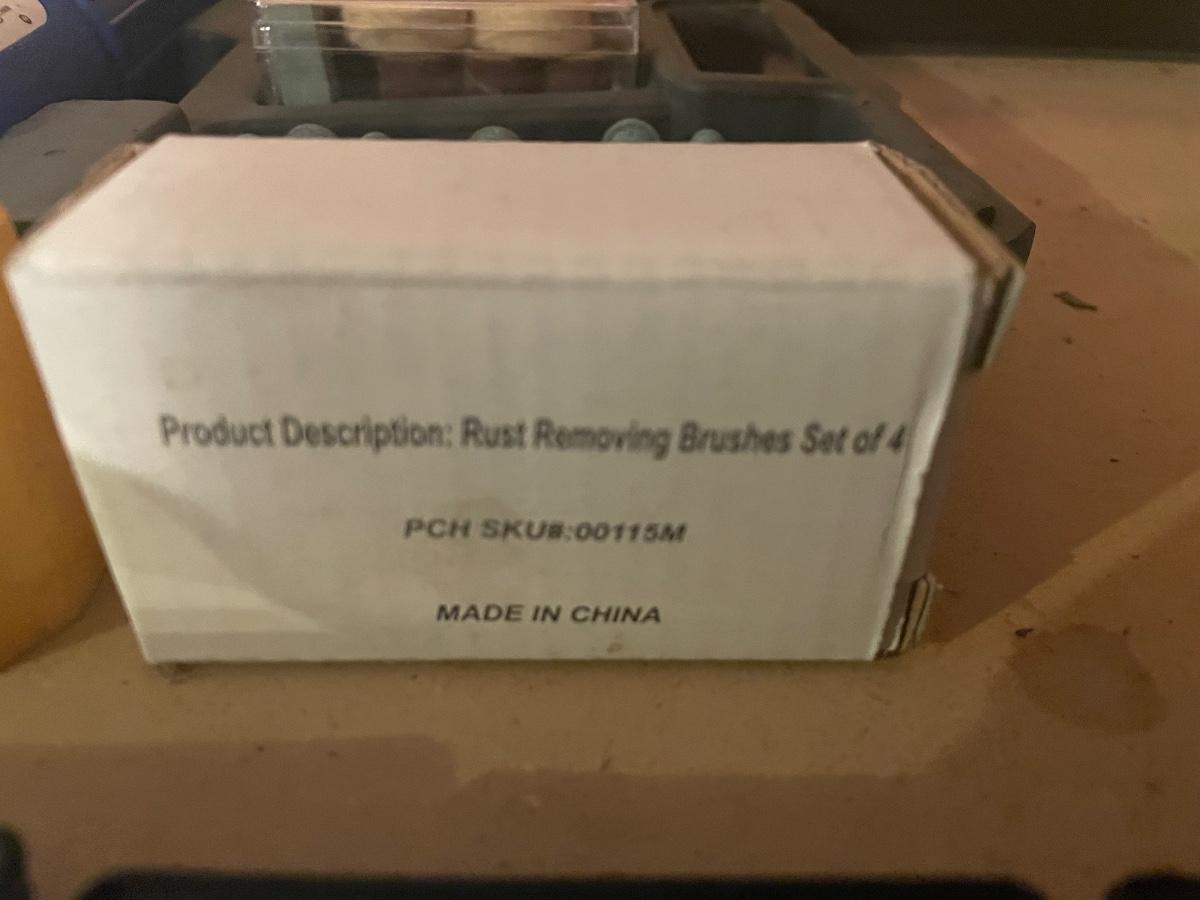 Product Description: Rust Removing Brushes Set of 4
PCH SKU#:00115M
MADE IN CHINA